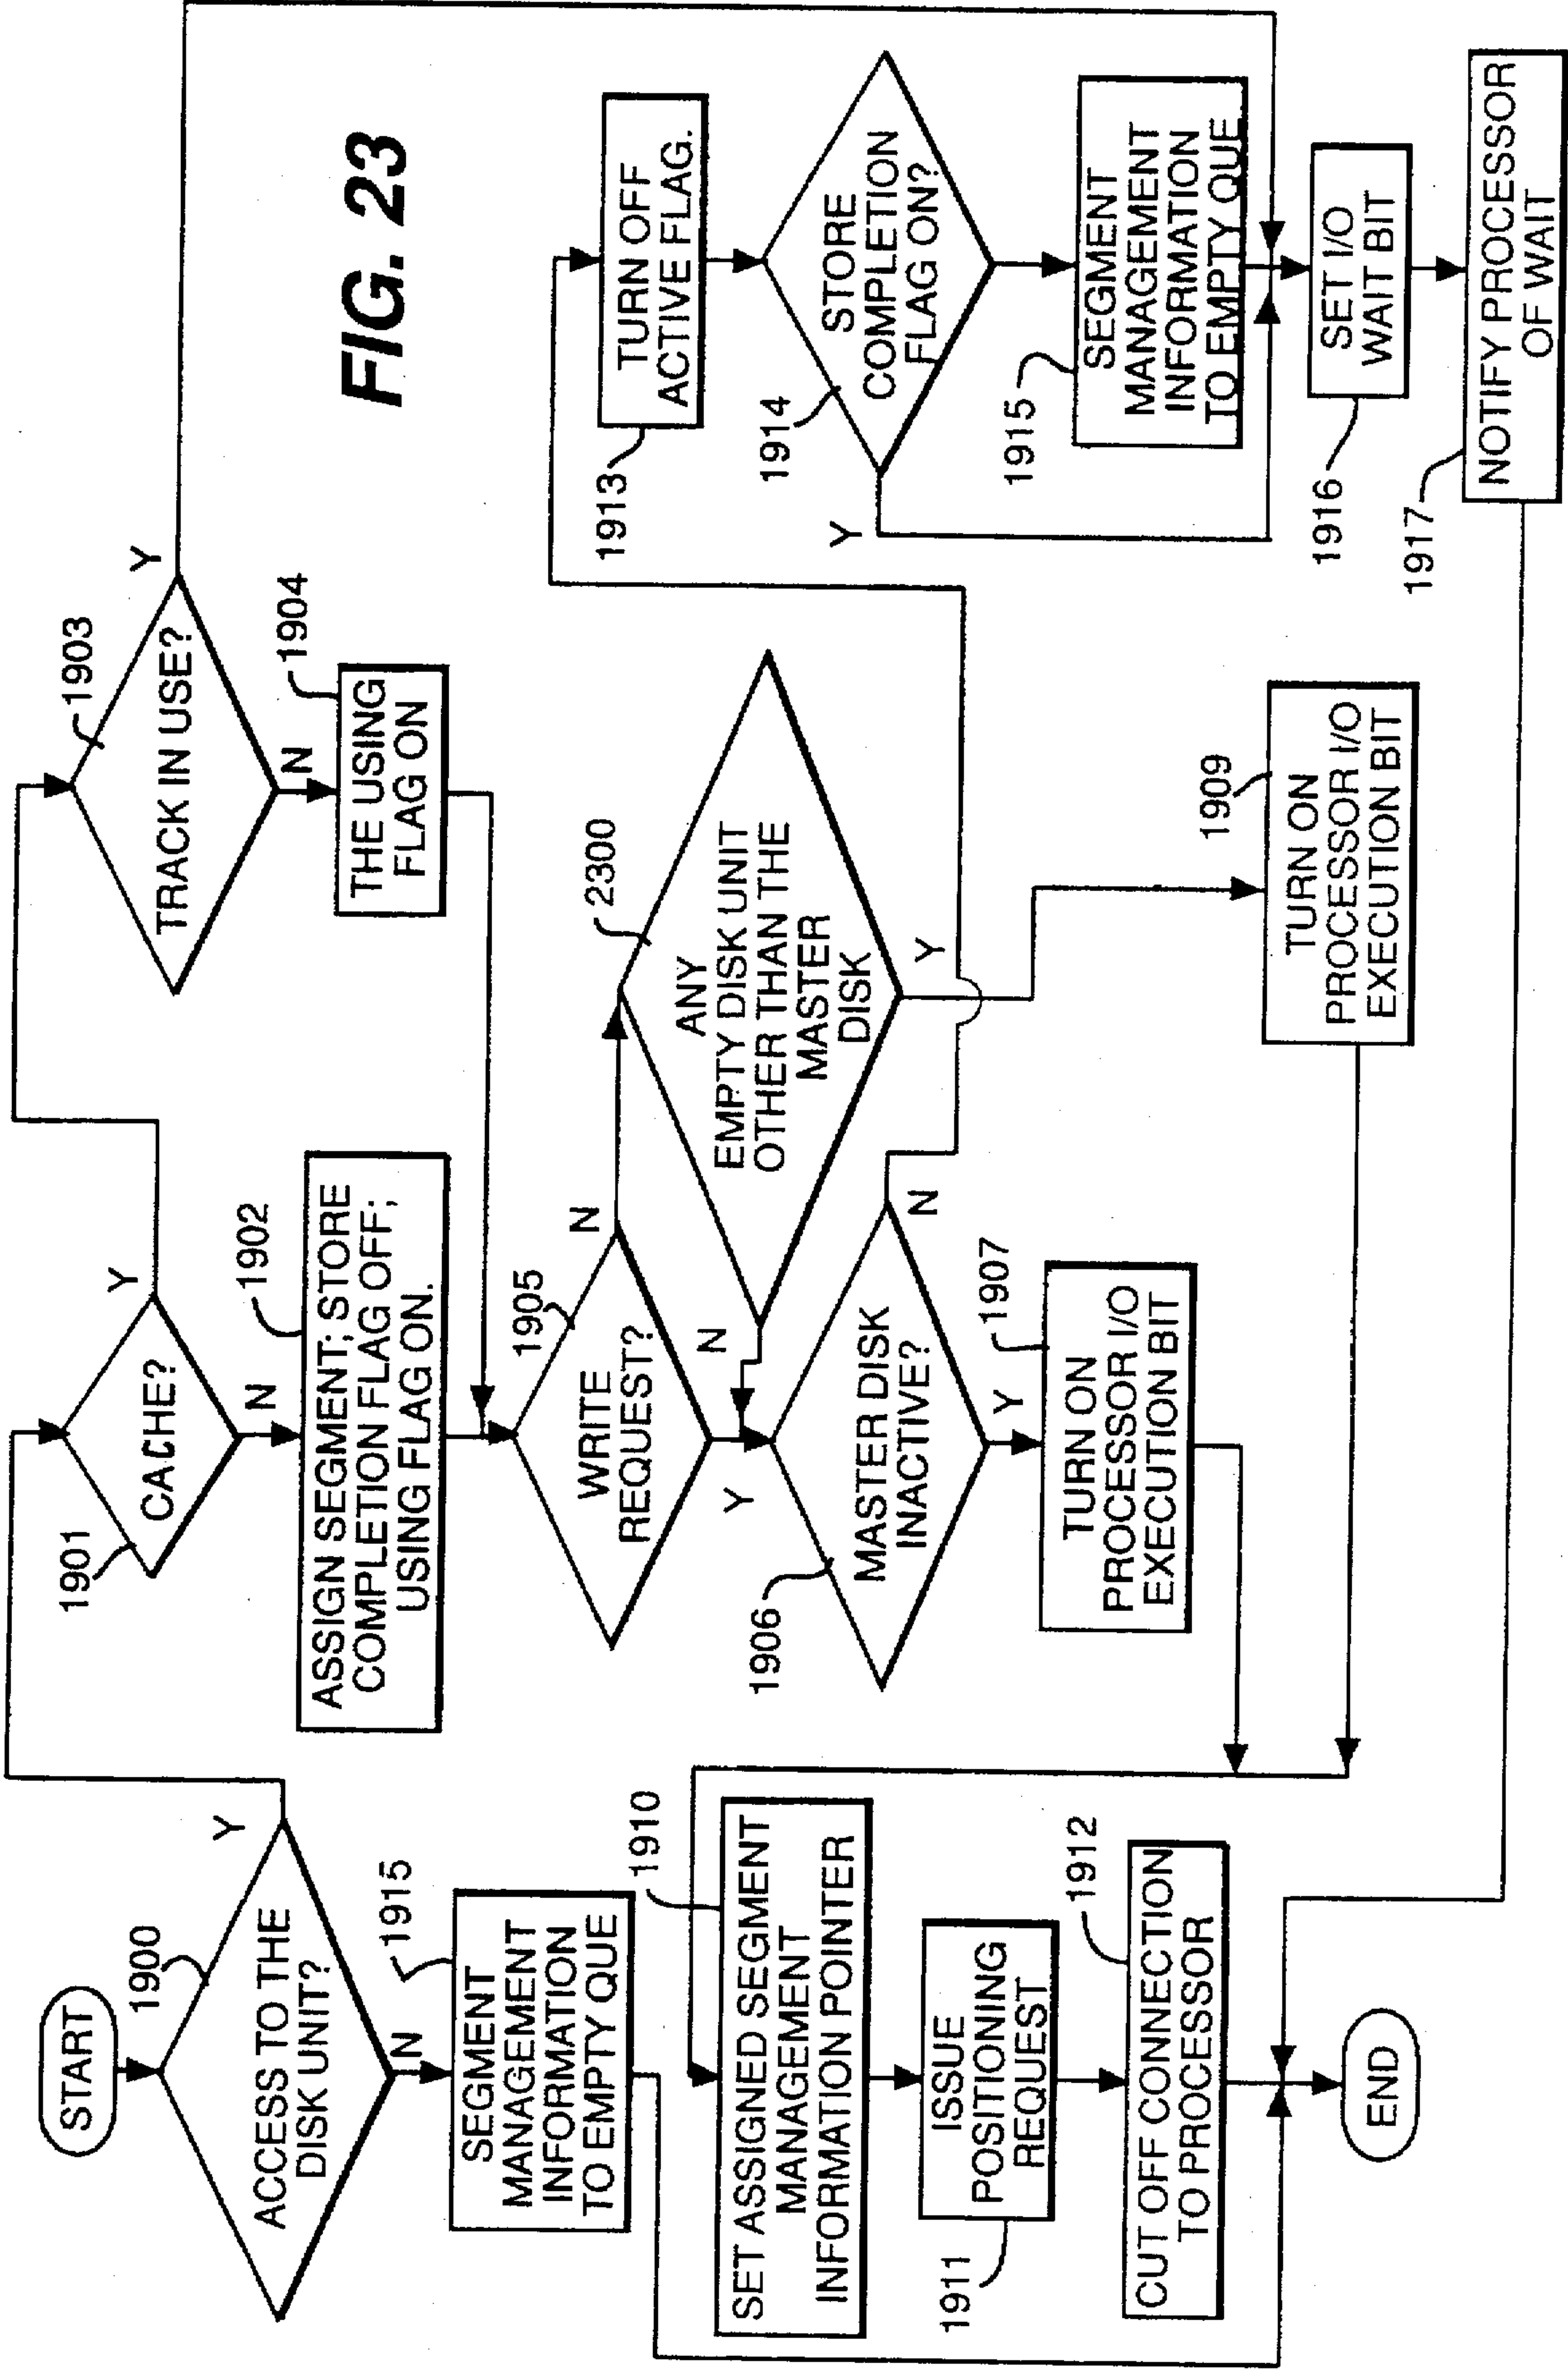 FIG. 23
START
1900
ACCESS TO THE
DISK UNIT?
Y
N
1915
SEGMENT
MANAGEMENT
INFORMATION
TO EMPTY QUE
1910
SET ASSIGNED SEGMENT
MANAGEMENT
INFORMATION POINTER
ISSUE
POSITIONING
REQUEST
1911
1912
CUT OFF CONNECTION
TO PROCESSOR
END
1901
CACHE?
Y
N
1902
ASSIGN SEGMENT; STORE
COMPLETION FLAG OFF;
USING FLAG ON.
1905
WRITE
REQUEST?
N
Y
1906
MASTER DISK
INACTIVE?
N
Y
1907
TURN ON
PROCESSOR I/O
EXECUTION BIT
1903
TRACK IN USE?
Y
N
1904
THE USING
FLAG ON
2300
ANY
EMPTY DISK UNIT
OTHER THAN THE
MASTER
DISK
N
Y
1909
TURN ON
PROCESSOR I/O
EXECUTION BIT
1913
TURN OFF
ACTIVE FLAG.
1914
STORE
COMPLETION
FLAG ON?
Y
1915
SEGMENT
MANAGEMENT
INFORMATION
TO EMPTY QUE
1916
SET I/O
WAIT BIT
1917
NOTIFY PROCESSOR
OF WAIT